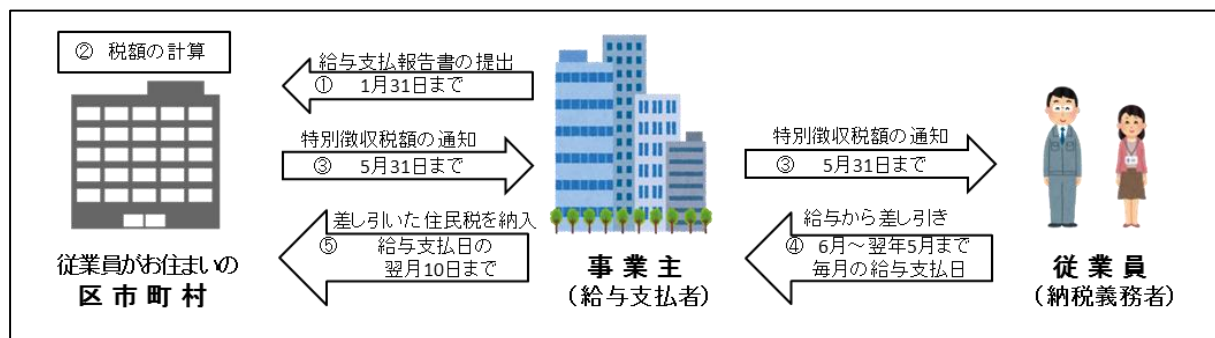 ② 税額の計算
給与支払報告書の提出
① 1月31日まで
特別徴収税額の通知
③ 5月31日まで
差し引いた住民税を納入
⑤ 給与支払日の
翌月10日まで
従業員がお住まいの
区市町村
事業主
（給与支払者）
特別徴収税額の通知
③ 5月31日まで
給与から差し引き
④ 6月～翌年5月まで
毎月の給与支払日
従業員
（納税義務者）